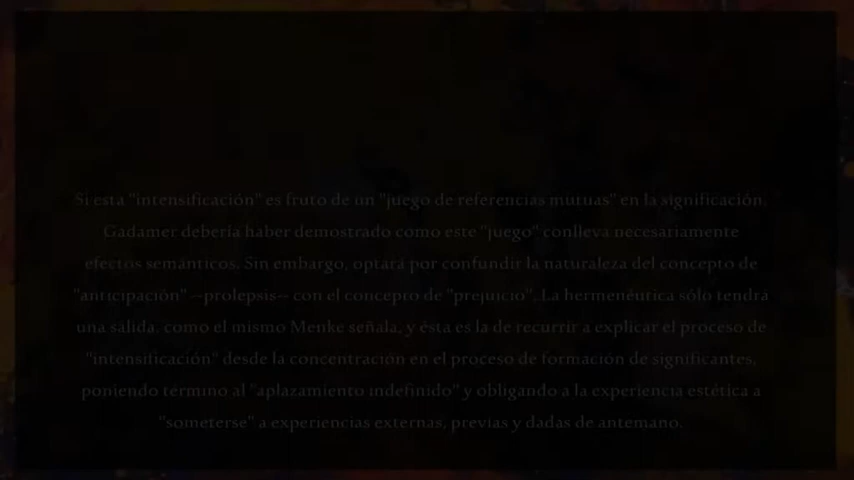 Si esta "intensificación" es fruto de un "juego de referencias mutuas" en la significación,
Gadamer debería haber demostrado como este "juego" conlleva necesariamente
efectos semánticos. Sin embargo, optará por confundir la naturaleza del concepto de
"anticipación" –prolepsis– con el concepto de "prejuicio". La hermenéutica sólo tendrá
una salida, como el mismo Menke señala, y ésta es la de recurrir a explicar el proceso de
"intensificación" desde la concentración en el proceso de formación de significantes,
poniendo término al "aplazamiento indefinido" y obligando a la experiencia estética a
"someterse" a experiencias externas, previas y dadas de antemano.